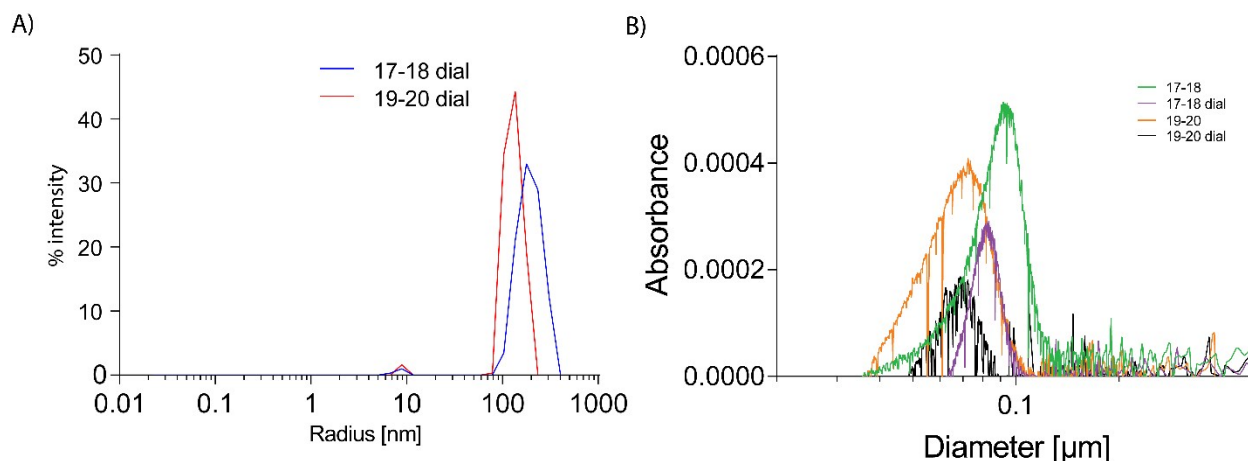 A)
50
40
30
20
10
0
% intensity
17-18 dial
19-20 dial
0.01 0.1 1 10 100 1000
Radius [nm]
B)
0.0006
0.0004
0.0002
0.0000
Absorbance
17-18
17-18 dial
19-20
19-20 dial
0.1
Diameter [µm]